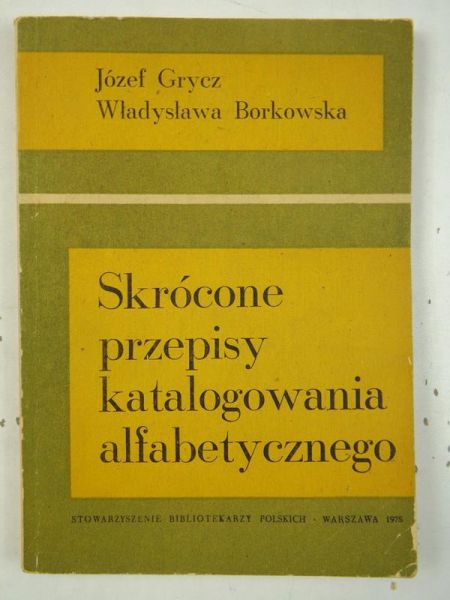 Józef Grycz
Władysława Borkowska
Skrócone
przepisy
katalogowania
alfabetycznego
STOWARZYSZENIE BIBLIOTEKARZY POLSKICH · WARSZAWA 1975